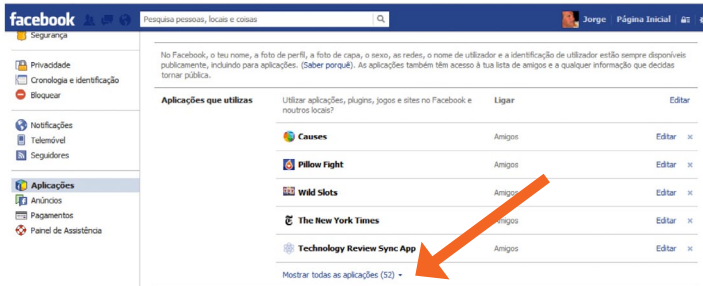 facebook
Pesquisa pessoas, locais e coisas
Jorge
Página Inicial
Segurança
Privacidade
Cronologia e identificação
Bloquear
Notificações
Telemóvel
Seguidores
Aplicações
Anúncios
Pagamentos
Painel de Assistência
No Facebook, o teu nome, a foto de perfil, a foto de capa, o sexo, as redes, o nome de utilizador e a identificação de utilizador estão sempre disponíveis
publicamente, incluindo para aplicações. (Saber porquê). As aplicações também têm acesso à tua lista de amigos e a qualquer informação que decidas
tornar pública.
Aplicações que utilizas
Utilizar aplicações, plugins, jogos e sites no Facebook e
noutros locais?
Ligar
Editar
Causes
Amigos
Editar ×
Pillow Fight
Amigos
Editar ×
Wild Slots
Amigos
Editar ×
The New York Times
Amigos
Editar ×
Technology Review Sync App
Amigos
Editar ×
Mostrar todas as aplicações (52)